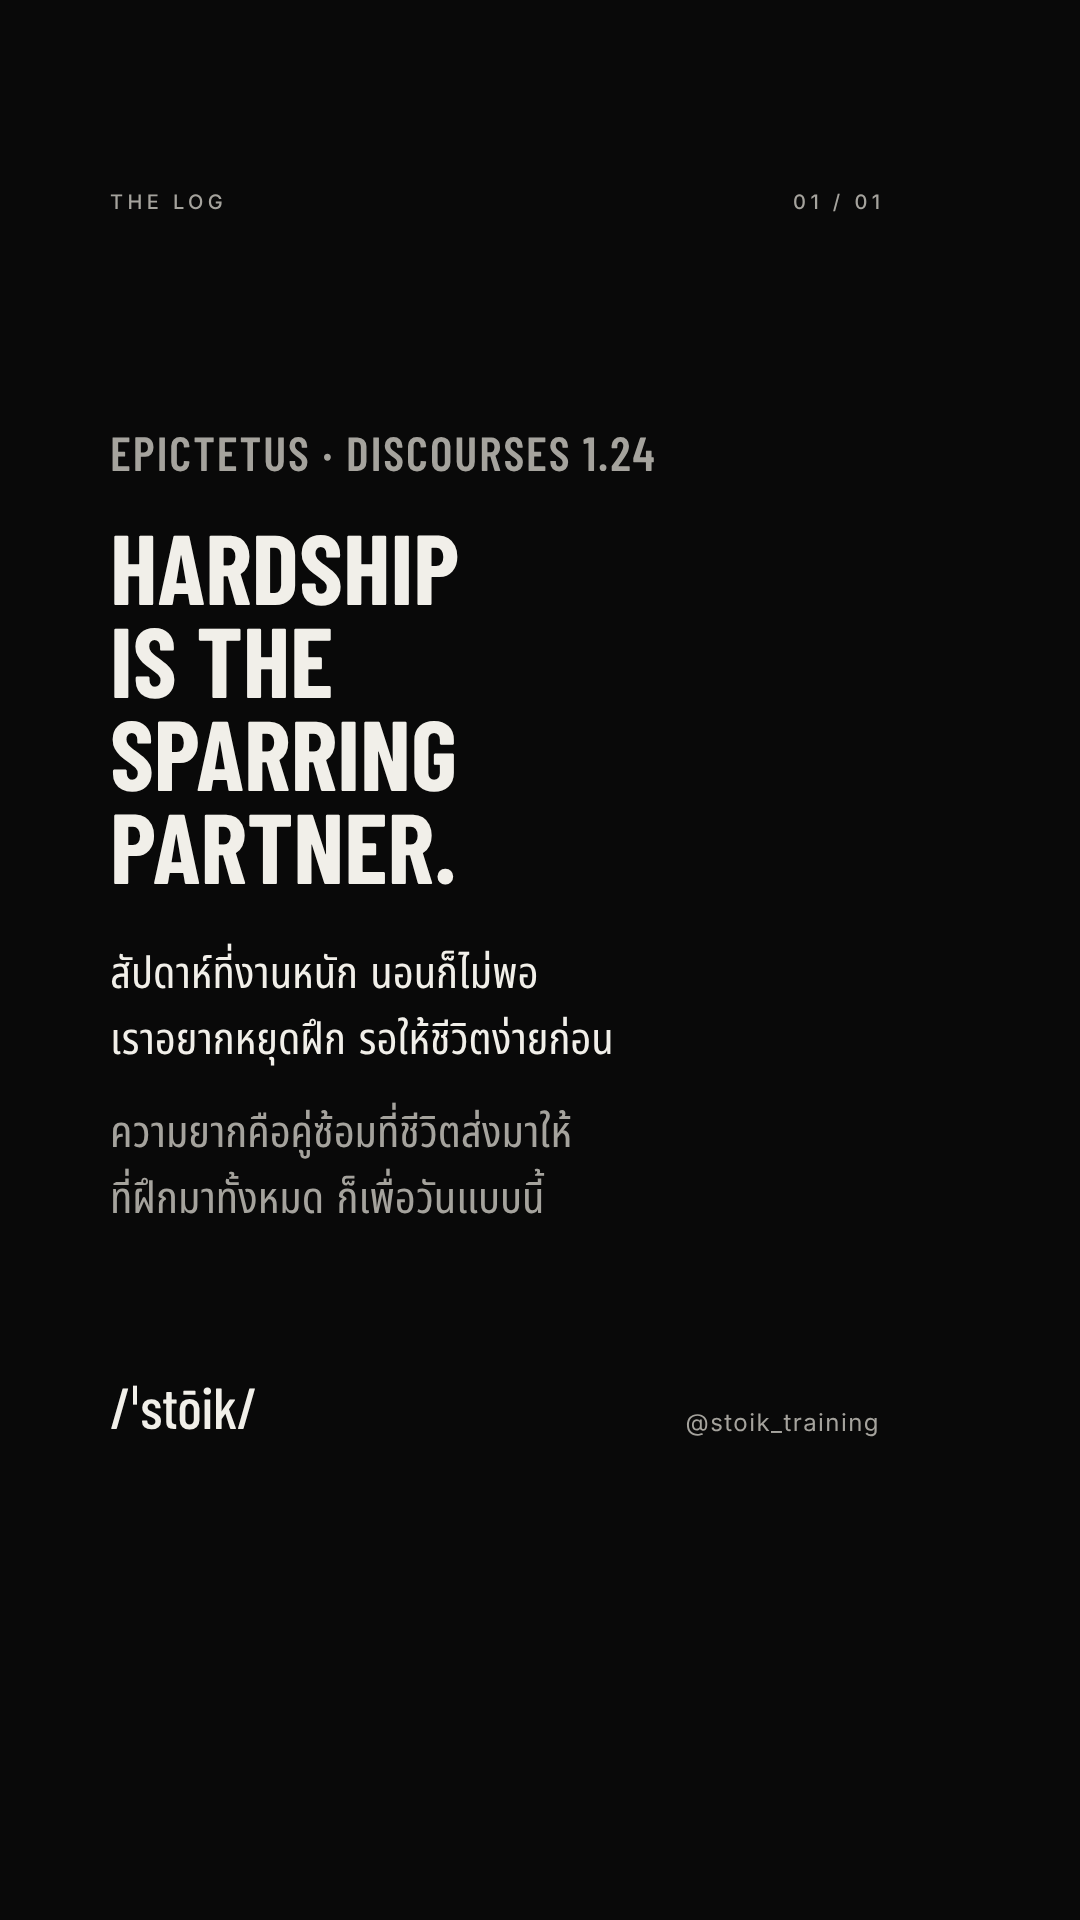 THE LOG
01 / 01
EPICTETUS · DISCOURSES 1.24
HARDSHIP
IS THE
SPARRING
PARTNER.
สัปดาห์ที่งานหนัก นอนก็ไม่พอ
เราอยากหยุดฝึก รอให้ชีวิตง่ายก่อน
ความยากคือคู่ซ้อมที่ชีวิตส่งมาให้
ที่ฝึกมาทั้งหมด ก็เพื่อวันแบบนี้
/ˈstōik/
@stoik_training